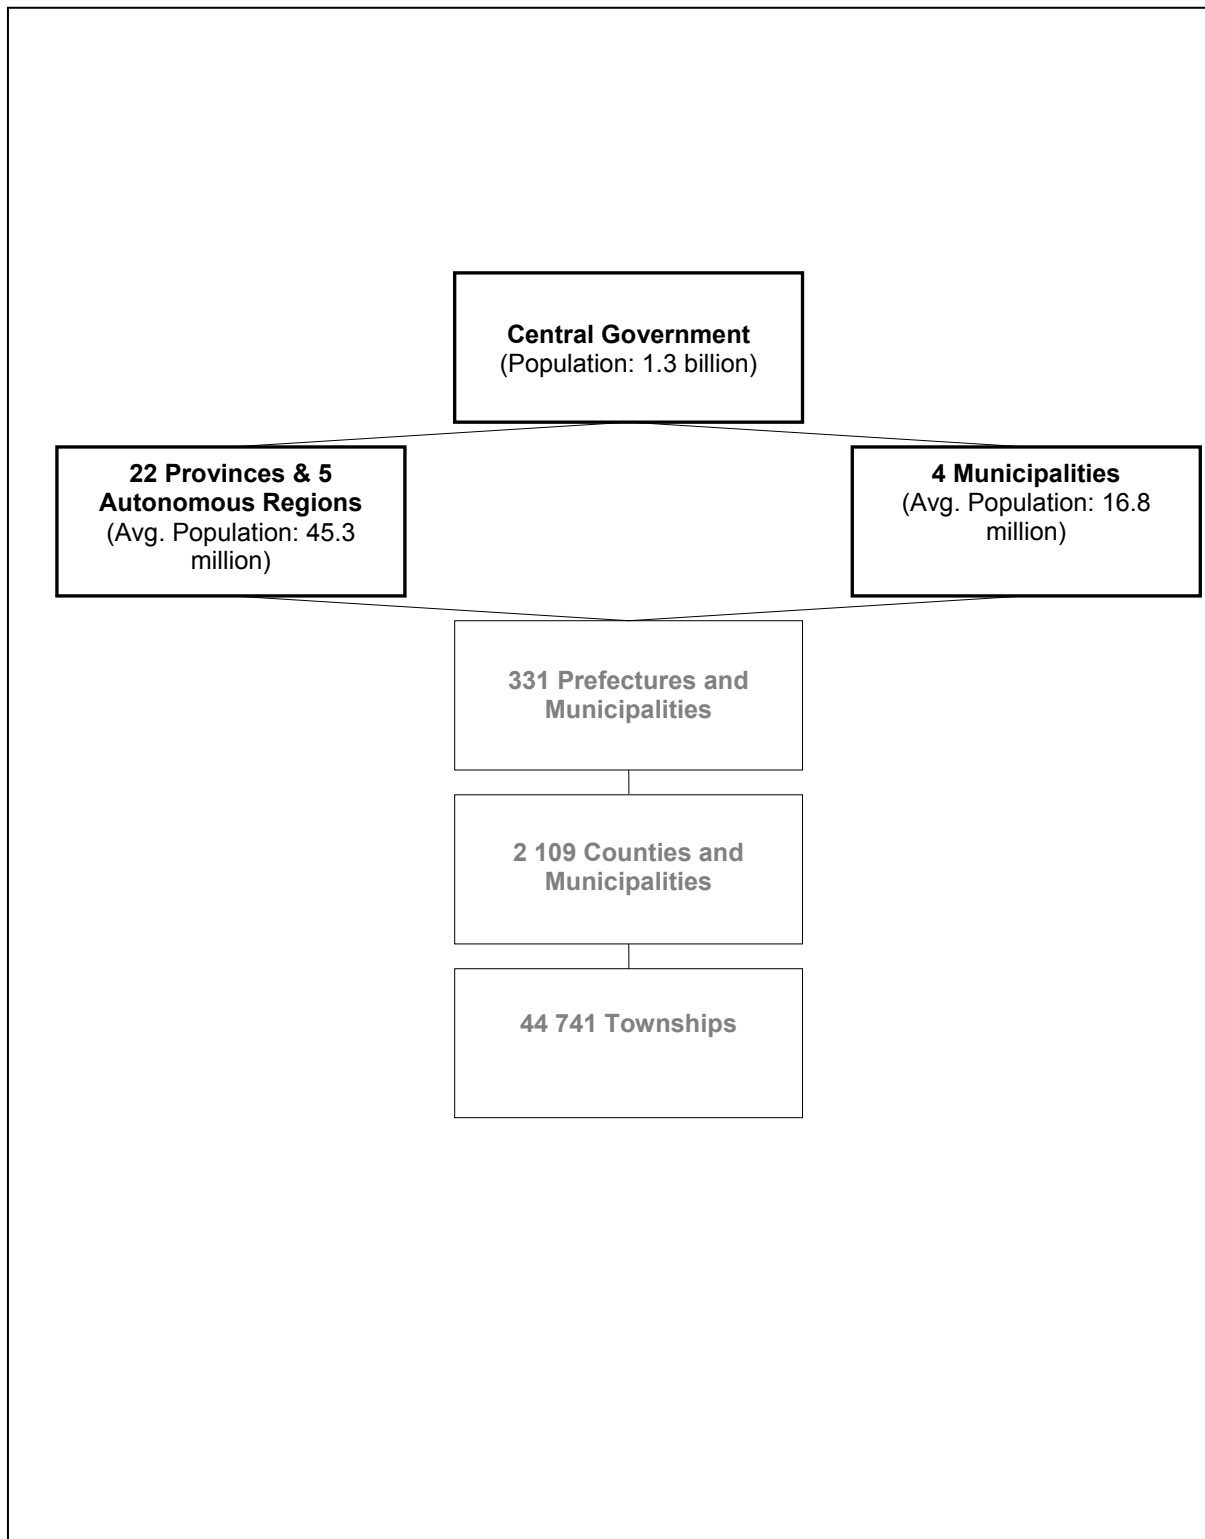 Central Government
(Population: 1.3 billion)
22 Provinces & 5
Autonomous Regions
(Avg. Population: 45.3
million)
4 Municipalities
(Avg. Population: 16.8
million)
331 Prefectures and
Municipalities
2 109 Counties and
Municipalities
44 741 Townships